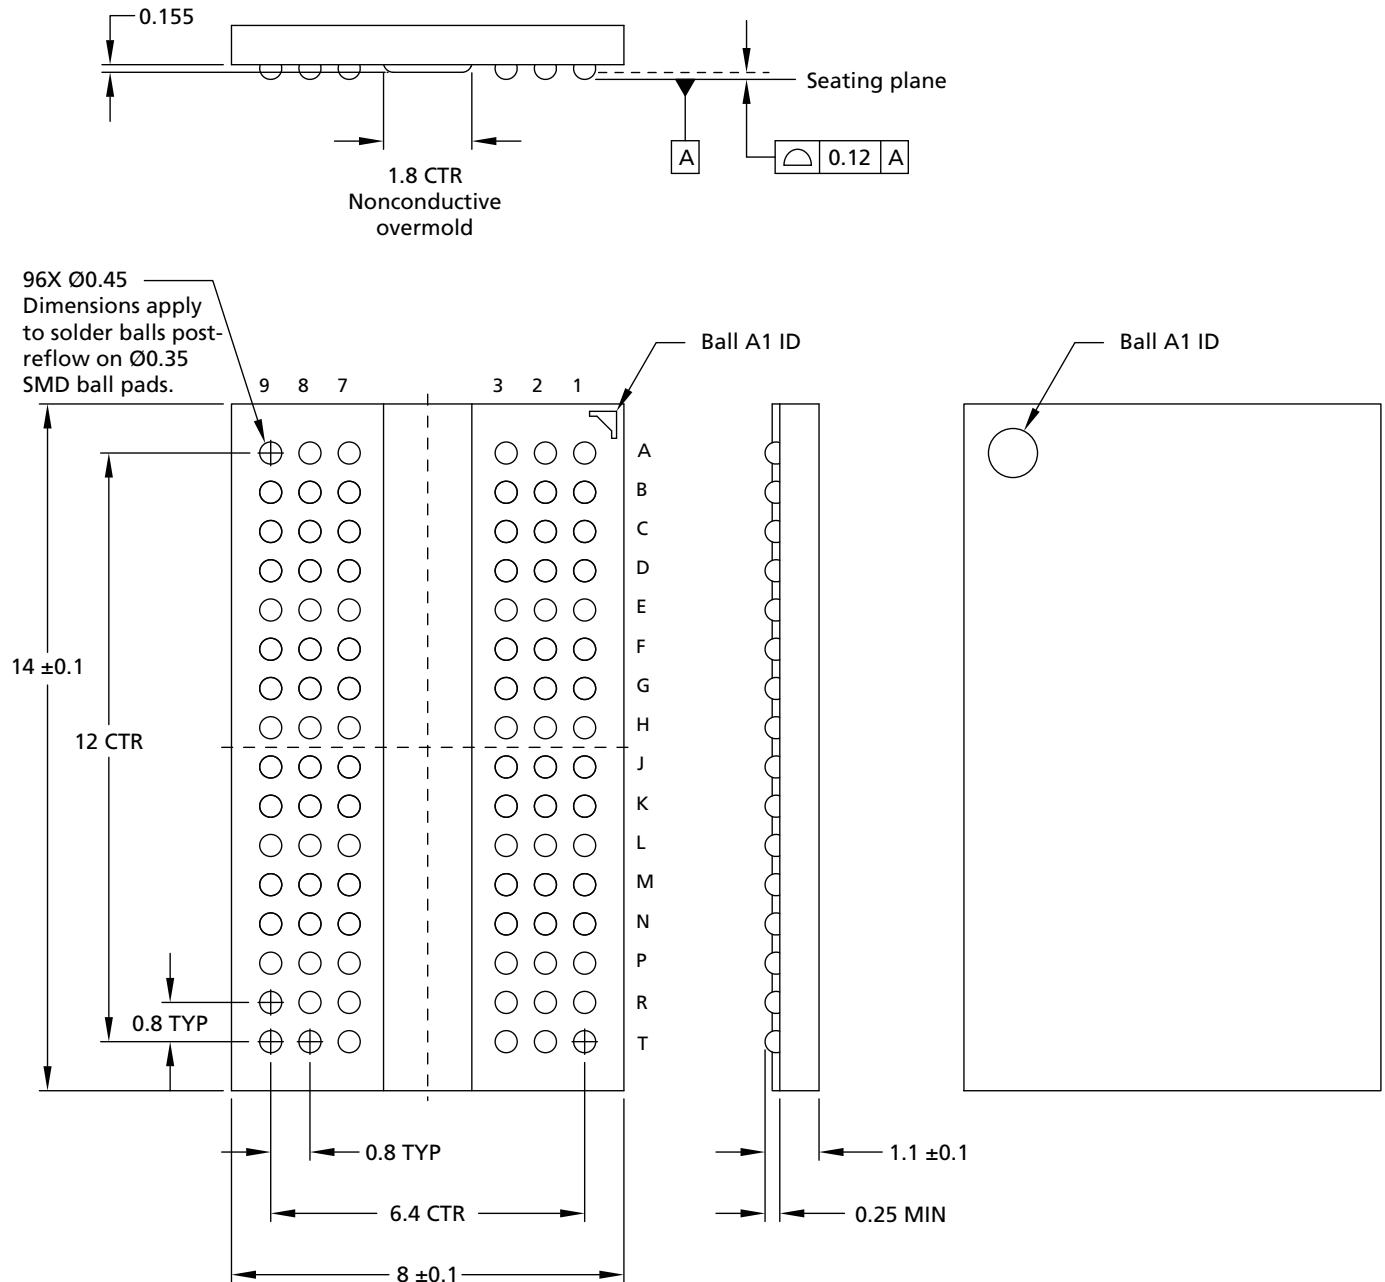 0.155
Seating plane
A
0.12 A
1.8 CTR
Nonconductive
overmold
96X Ø0.45
Dimensions apply
to solder balls post-
reflow on Ø0.35
SMD ball pads.
Ball A1 ID
Ball A1 ID
9 8 7 3 2 1
A
B
C
D
E
F
14 ±0.1
G
H
12 CTR
J
K
L
M
N
P
R
0.8 TYP
T
0.8 TYP
1.1 ±0.1
6.4 CTR
0.25 MIN
8 ±0.1